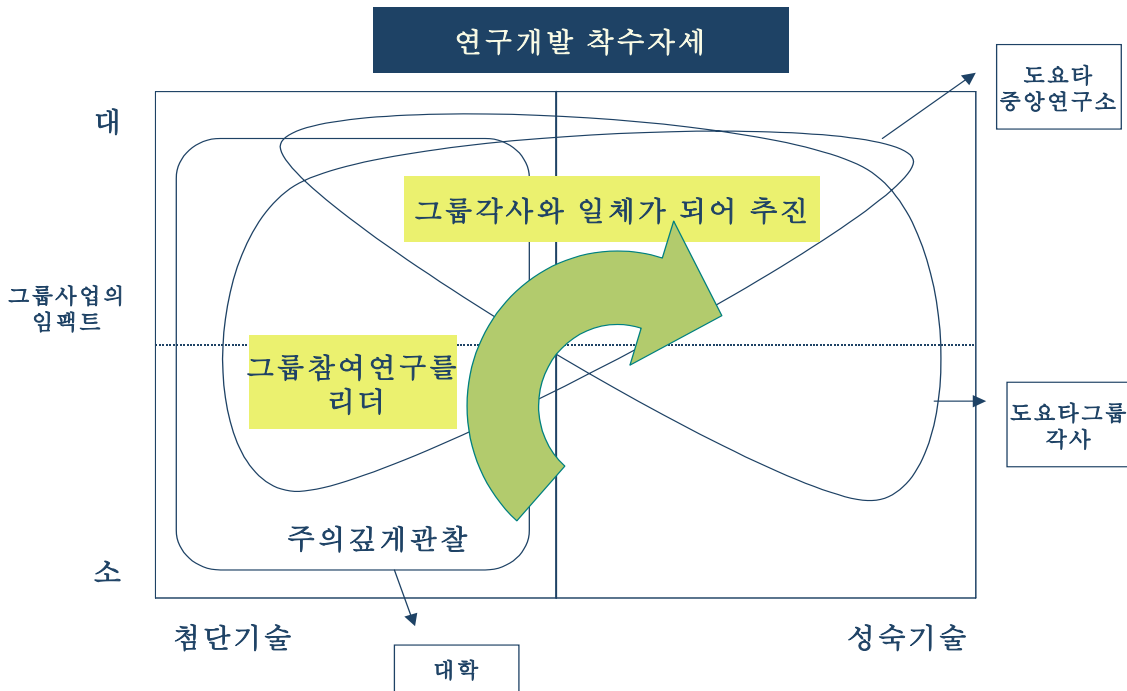 연구개발 착수자세
도요타
중앙연구소
대
그룹각사와 일체가 되어 추진
그룹사업의
임팩트
그룹참여연구를
리더
도요타그룹
각사
주의깊게관찰
소
첨단기술
성숙기술
대학